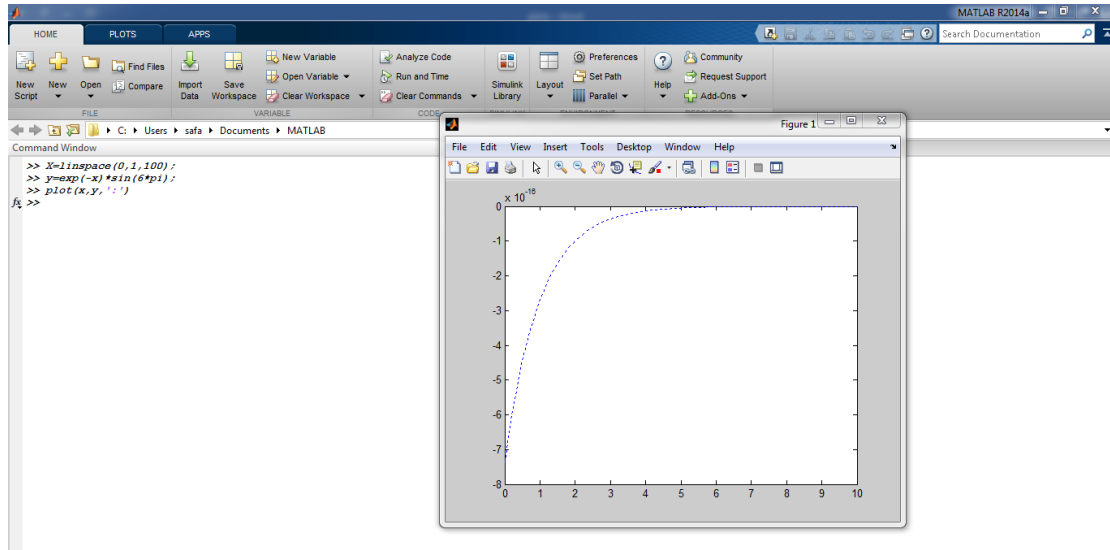 MATLAB R2014a
HOME PLOTS APPS
Search Documentation
New Script
New
Open
Find Files
Compare
Import Data
Save Workspace
New Variable
Open Variable
Clear Workspace
Analyze Code
Run and Time
Clear Commands
Simulink Library
Layout
Preferences
Set Path
Parallel
Help
Community
Request Support
Add-Ons
FILE VARIABLE CODE
C: Users safa Documents MATLAB
Command Window
>> X=linspace(0,1,100);
>> y=exp(-x)*sin(6*pi);
>> plot(x,y,':')
fx >>
Figure 1
File Edit View Insert Tools Desktop Window Help
x 10^-16
0
-1
-2
-3
-4
-5
-6
-7
-8
0 1 2 3 4 5 6 7 8 9 10